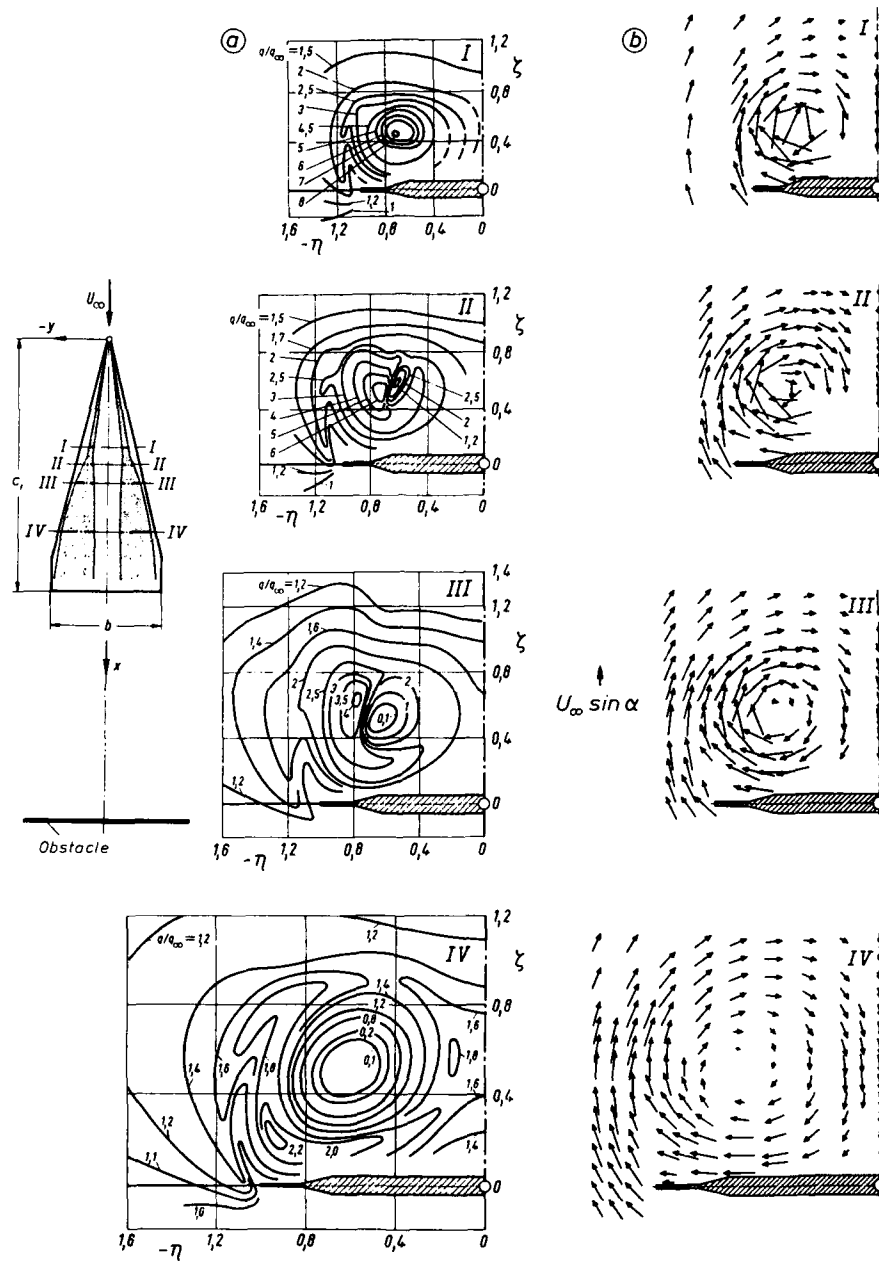 a
I
q/q∞ = 1,5
2
2,5
3
4,5
5
6
7
8
1,2
1
1,2
0,8
0,4
0
ζ
1,6
1,2
0,8
0,4
0
-η
b
I
U∞
-y
I
I
II
II
III
III
IV
IV
c,
b
x
Obstacle
II
q/q∞ = 1,5
1,7
2
2,5
3
4
5
6
2,5
2
1,2
1,2
1
1,2
0,8
0,4
0
ζ
1,6
1,2
0,8
0,4
0
-η
II
III
q/q∞ = 1,2
1,4
1,6
2
2,5
3
3,5
4
2
1
0,1
1,2
1,4
1,2
0,8
0,4
0
ζ
1,6
1,2
0,8
0,4
0
-η
III
U∞ sin α
IV
q/q∞ = 1,2
1,2
1,4
1,2
0,8
0,2
0,1
1,6
1,8
1,6
1,4
1,4
1,6
1,8
1,2
1,1
2,2
2,0
1,0
1,2
0,8
0,4
0
ζ
1,6
1,2
0,8
0,4
0
-η
IV